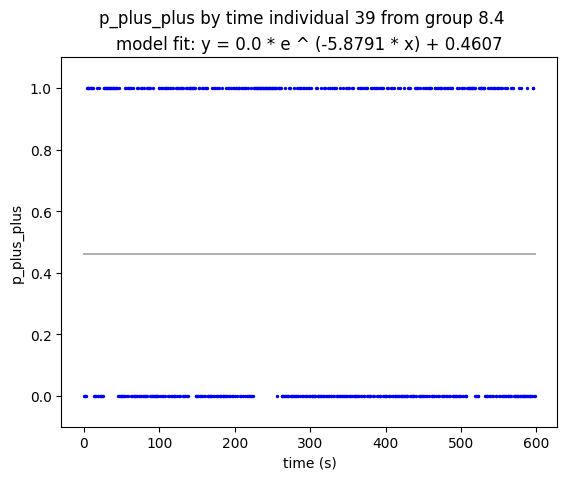 p_plus_plus by time individual 39 from group 8.4
model fit: y = 0.0 * e ^ (-5.8791 * x) + 0.4607
1.0
0.8
0.6
0.4
0.2
0.0
p_plus_plus
0 100 200 300 400 500 600
time (s)